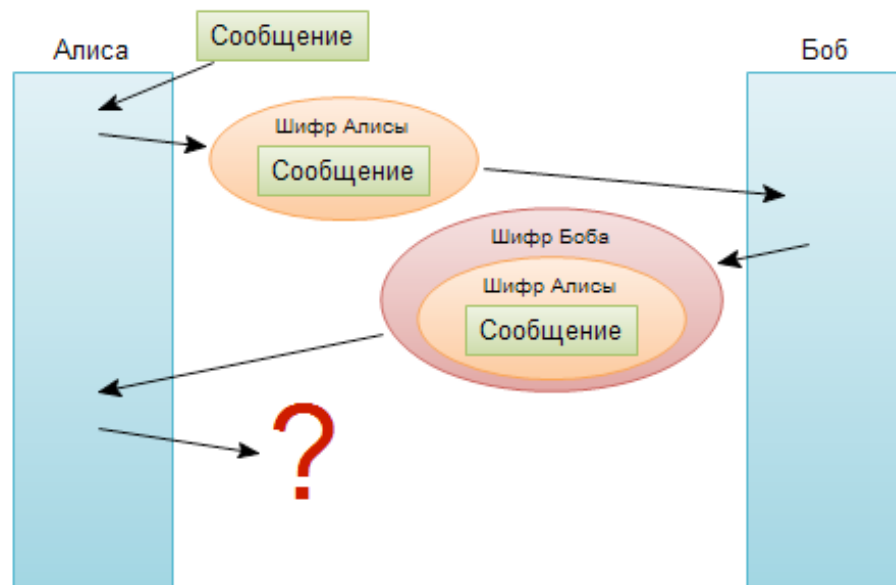 Сообщение
Алиса
Боб
Шифр Алисы
Сообщение
Шифр Боба
Шифр Алисы
Сообщение
?